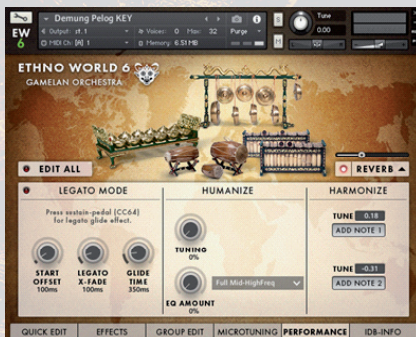 EW
6
Demung Pelog KEY
Output: st.1
Voices: 0 Max: 32 Purge
MIDI Ch: [A] 1
Memory: 6.51 MB
S
M
Tune
0.00
ETHNO WORLD 6
GAMELAN ORCHESTRA
EDIT ALL
REVERB
LEGATO MODE
HUMANIZE
HARMONIZE
Press sustain-pedal (CC64)
for legato glide effect.
START
OFFSET
100ms
LEGATO
X-FADE
100ms
GLIDE
TIME
350ms
TUNING
0%
EQ AMOUNT
0%
Full Mid-HighFreq
TUNE 0.18
ADD NOTE 1
TUNE -0.31
ADD NOTE 2
QUICK EDIT EFFECTS GROUP EDIT MICROTUNING PERFORMANCE IDB-INFO